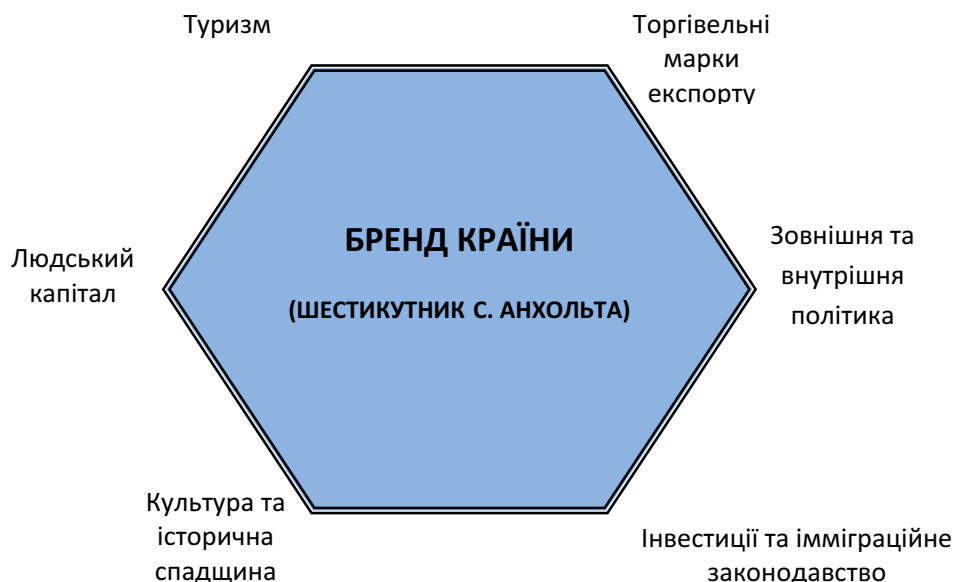 Туризм
Торгівельні
марки
експорту
БРЕНД КРАЇНИ
(ШЕСТИКУТНИК С. АНХОЛЬТА)
Людський
капітал
Зовнішня та
внутрішня
політика
Культура та
історична
спадщина
Інвестиції та імміграційне
законодавство